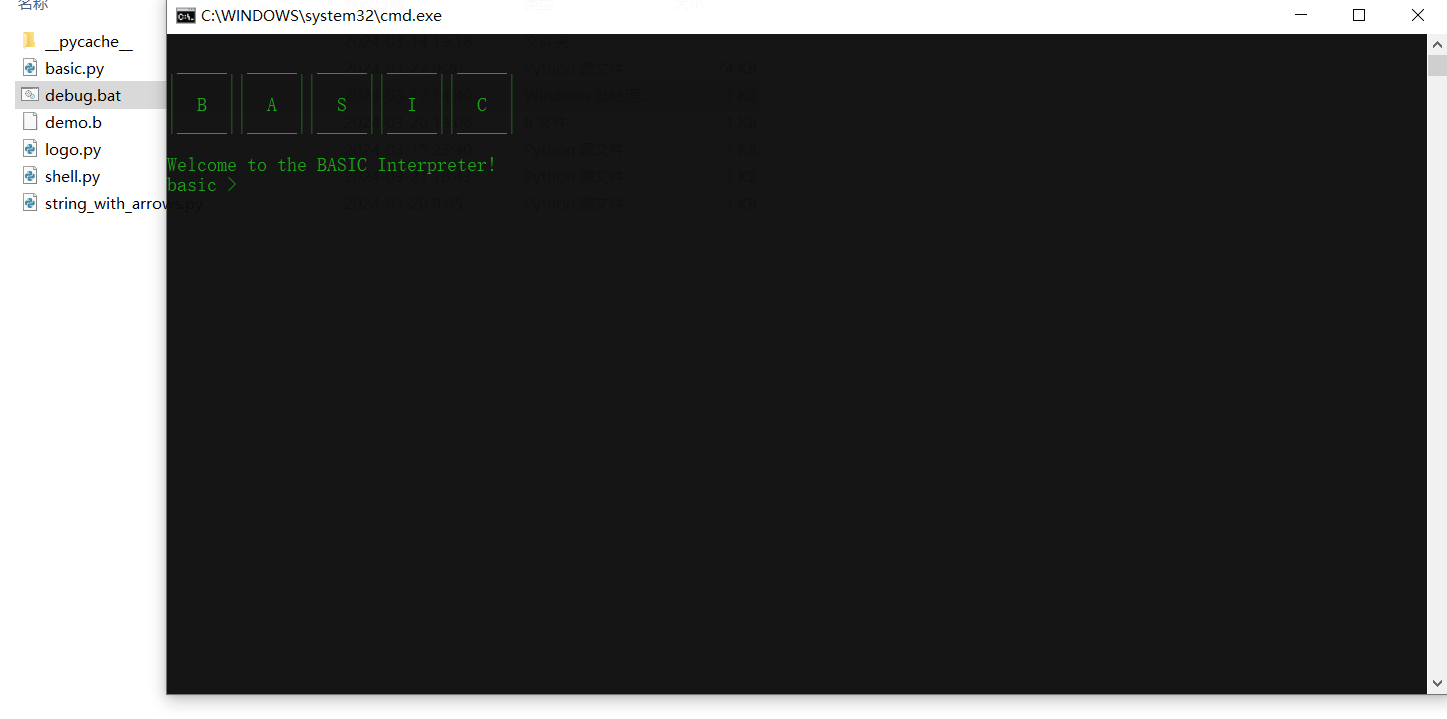 名称
C:\WINDOWS\system32\cmd.exe
__pycache__
basic.py
debug.bat
demo.b
logo.py
shell.py
string_with_arrows.py
B A S I C
Welcome to the BASIC Interpreter!
basic >